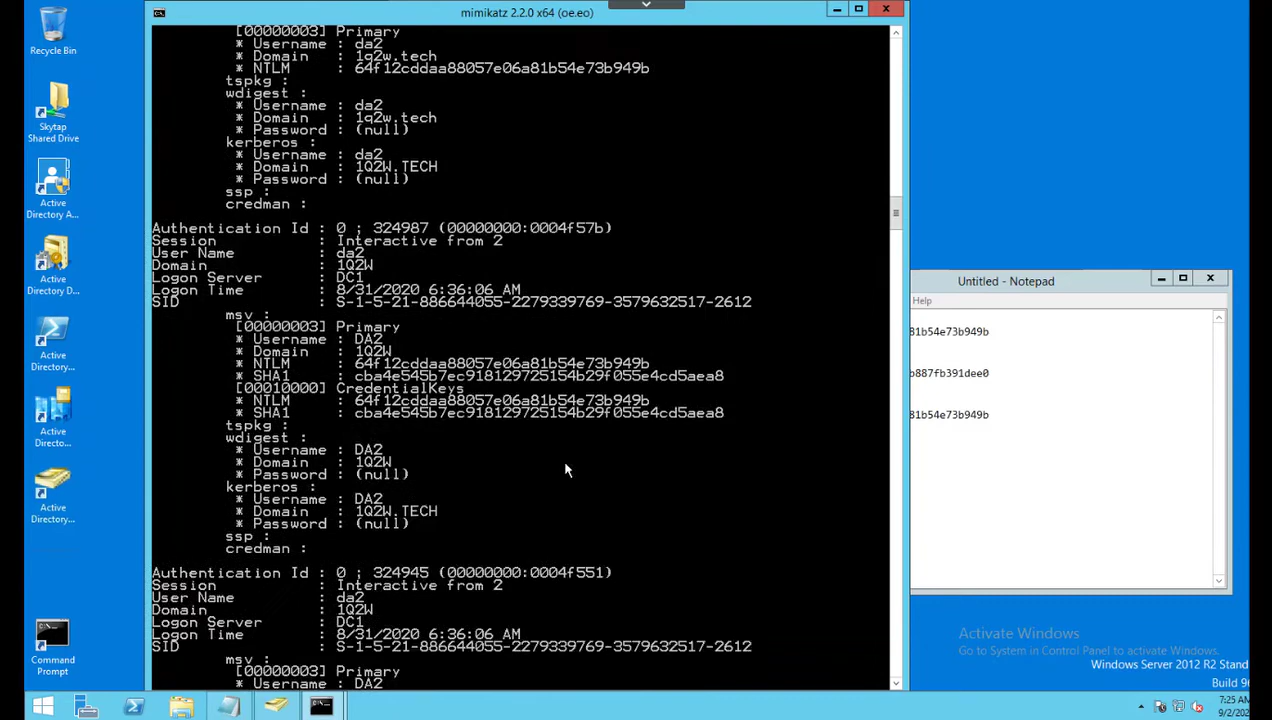 mimikatz 2.2.0 x64 (oe.eo)
Recycle Bin
Skytap
Shared Drive
Active
Directory A...
Active
Directory D...
Active
Directory...
Active
Directo...
Active
Directory...
Command
Prompt
[00000003] Primary
* Username : da2
* Domain   : 1q2w.tech
* NTLM     : 64f12cddaa88057e06a81b54e73b949b
tspkg :
wdigest :
* Username : da2
* Domain   : 1q2w.tech
* Password : (null)
kerberos :
* Username : da2
* Domain   : 1Q2W.TECH
* Password : (null)
ssp :
credman :
Authentication Id : 0 ; 324987 (00000000:0004f57b)
Session           : Interactive from 2
User Name         : da2
Domain            : 1Q2W
Logon Server      : DC1
Logon Time        : 8/31/2020 6:36:06 AM
SID               : S-1-5-21-886644055-2279339769-3579632517-2612
msv :
[00000003] Primary
* Username : DA2
* Domain   : 1Q2W
* NTLM     : 64f12cddaa88057e06a81b54e73b949b
* SHA1     : cba4e545b7ec918129725154b29f055e4cd5aea8
[00010000] CredentialKeys
* NTLM     : 64f12cddaa88057e06a81b54e73b949b
* SHA1     : cba4e545b7ec918129725154b29f055e4cd5aea8
tspkg :
wdigest :
* Username : DA2
* Domain   : 1Q2W
* Password : (null)
kerberos :
* Username : DA2
* Domain   : 1Q2W.TECH
* Password : (null)
ssp :
credman :
Authentication Id : 0 ; 324945 (00000000:0004f551)
Session           : Interactive from 2
User Name         : da2
Domain            : 1Q2W
Logon Server      : DC1
Logon Time        : 8/31/2020 6:36:06 AM
SID               : S-1-5-21-886644055-2279339769-3579632517-2612
msv :
[00000003] Primary
* Username : DA2
Untitled - Notepad
Help
81b54e73b949b
b887fb391dee0
81b54e73b949b
Activate Windows
Go to System in Control Panel to activate Windows.
Windows Server 2012 R2 Stand
Build 96
7:25 AM
9/2/202